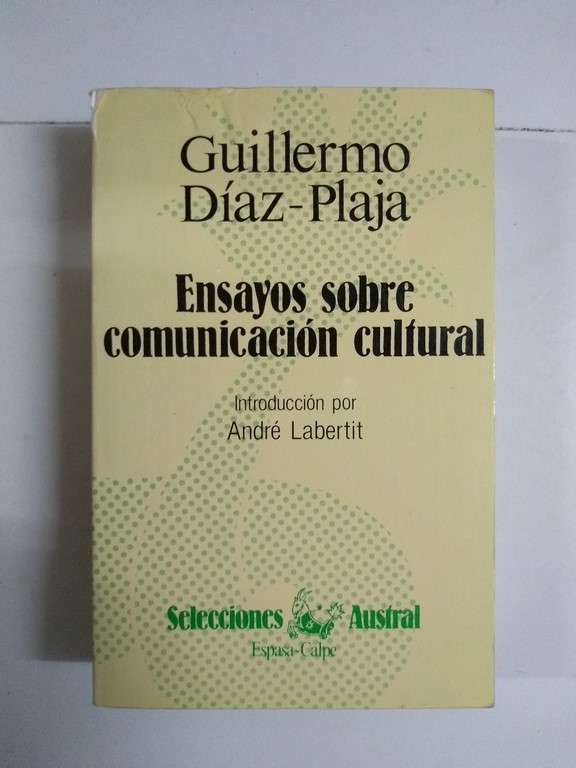 Guillermo
Díaz-Plaja
Ensayos sobre
comunicación cultural
Introducción por
André Labertit
Selecciones Austral
Espasa-Calpe